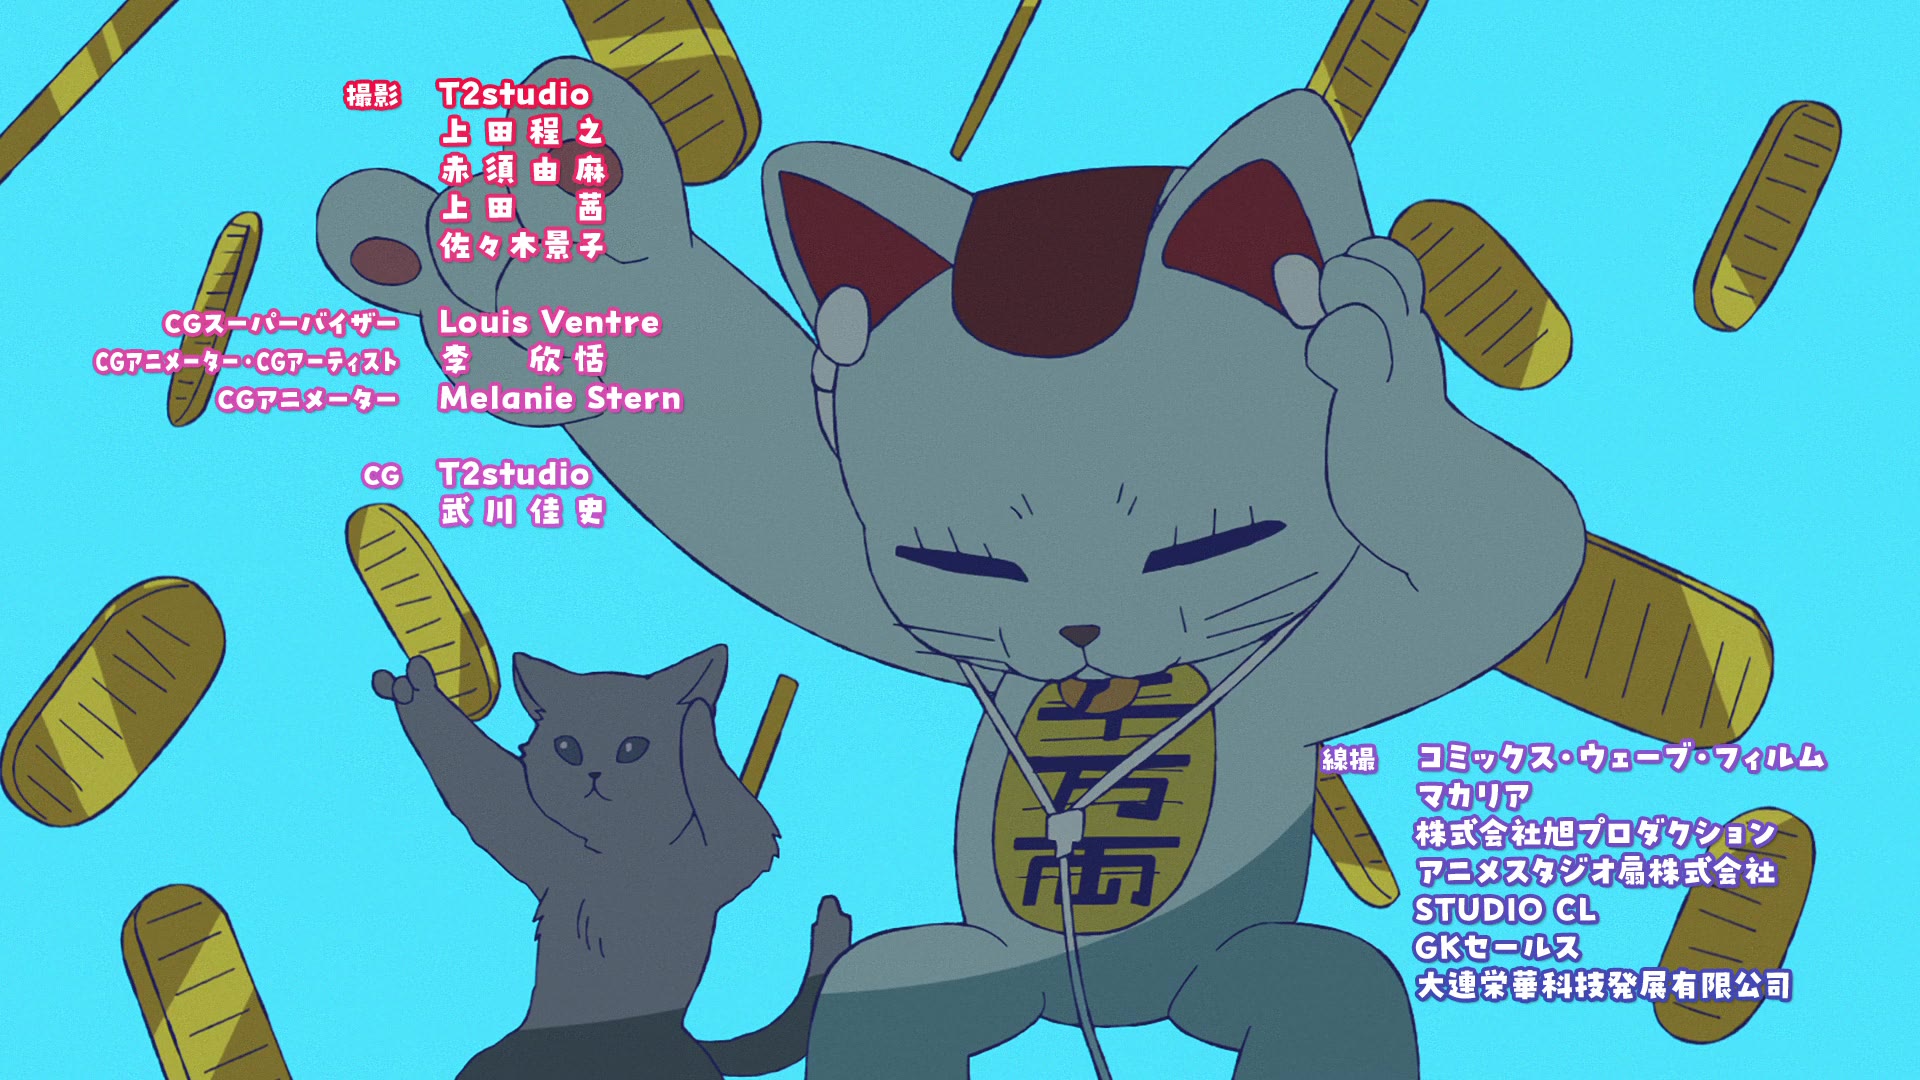 撮影 T2studio
上田程之
赤須由麻
上田 茜
佐々木景子
CGスーパーバイザー Louis Ventre
CGアニメーター・CGアーティスト 李 欣恬
CGアニメーター Melanie Stern
CG T2studio
武川佳史
千万両
線撮 コミックス・ウェーブ・フィルム
マカリア
株式会社旭プロダクション
アニメスタジオ扇株式会社
STUDIO CL
GKセールス
大連栄華科技発展有限公司